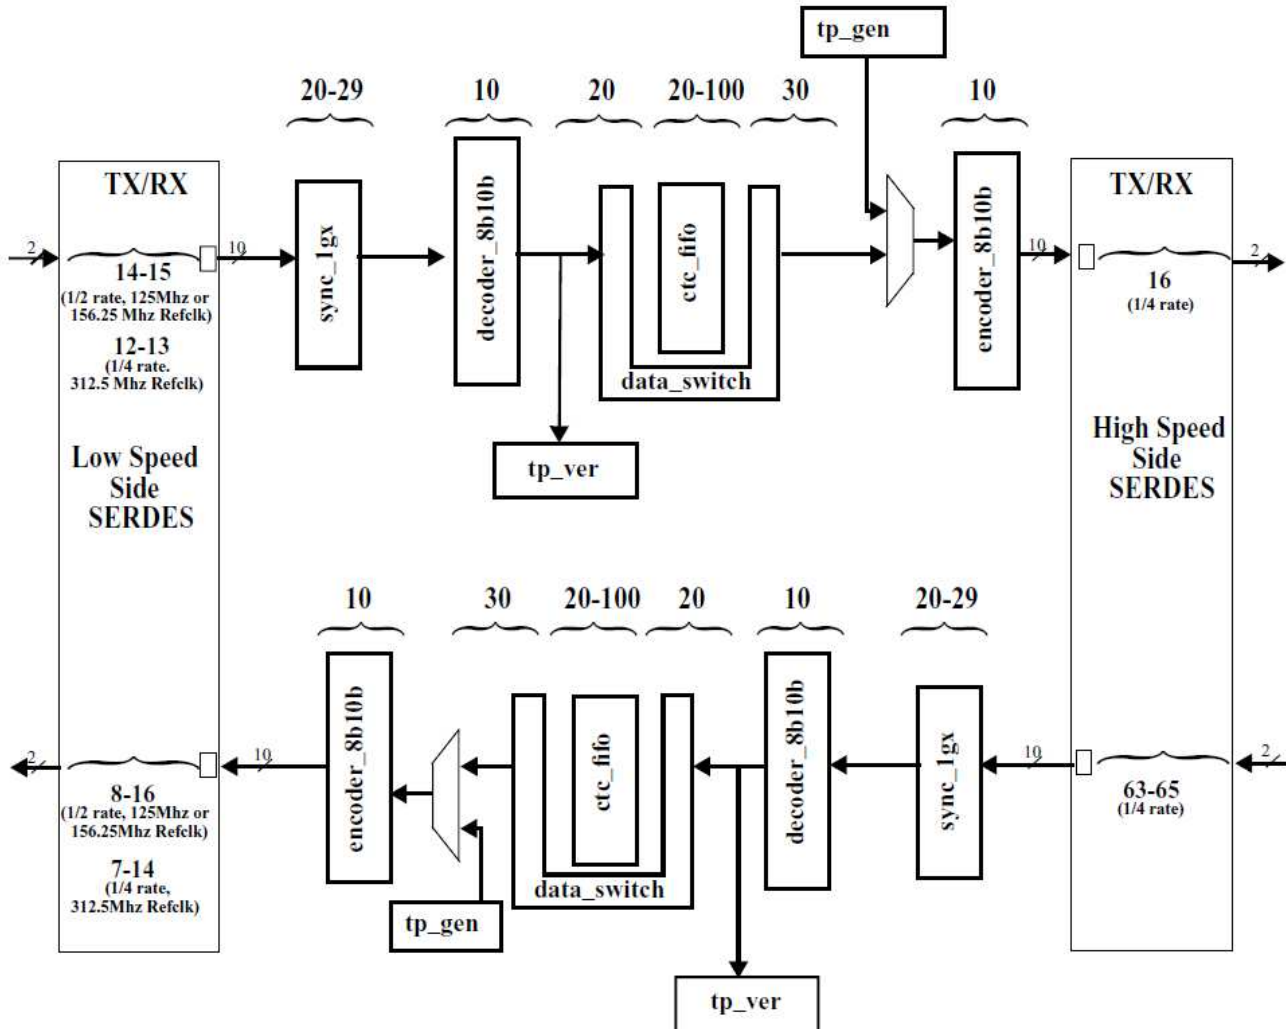 tp_gen
20-29
10
20
20-100
30
10
TX/RX
TX/RX
2
10
sync_1gx
decoder_8b10b
ctc_fifo
encoder_8b10b
10
2
14-15
(1/2 rate, 125Mhz or
156.25 Mhz Refclk)
12-13
(1/4 rate.
312.5 Mhz Refclk)
16
(1/4 rate)
data_switch
tp_ver
Low Speed
Side
SERDES
High Speed
Side
SERDES
10
30
20-100
20
10
20-29
2
10
encoder_8b10b
ctc_fifo
decoder_8b10b
sync_1gx
10
2
8-16
(1/2 rate, 125Mhz or
156.25Mhz Refclk)
7-14
(1/4 rate,
312.5Mhz Refclk)
63-65
(1/4 rate)
data_switch
tp_gen
tp_ver